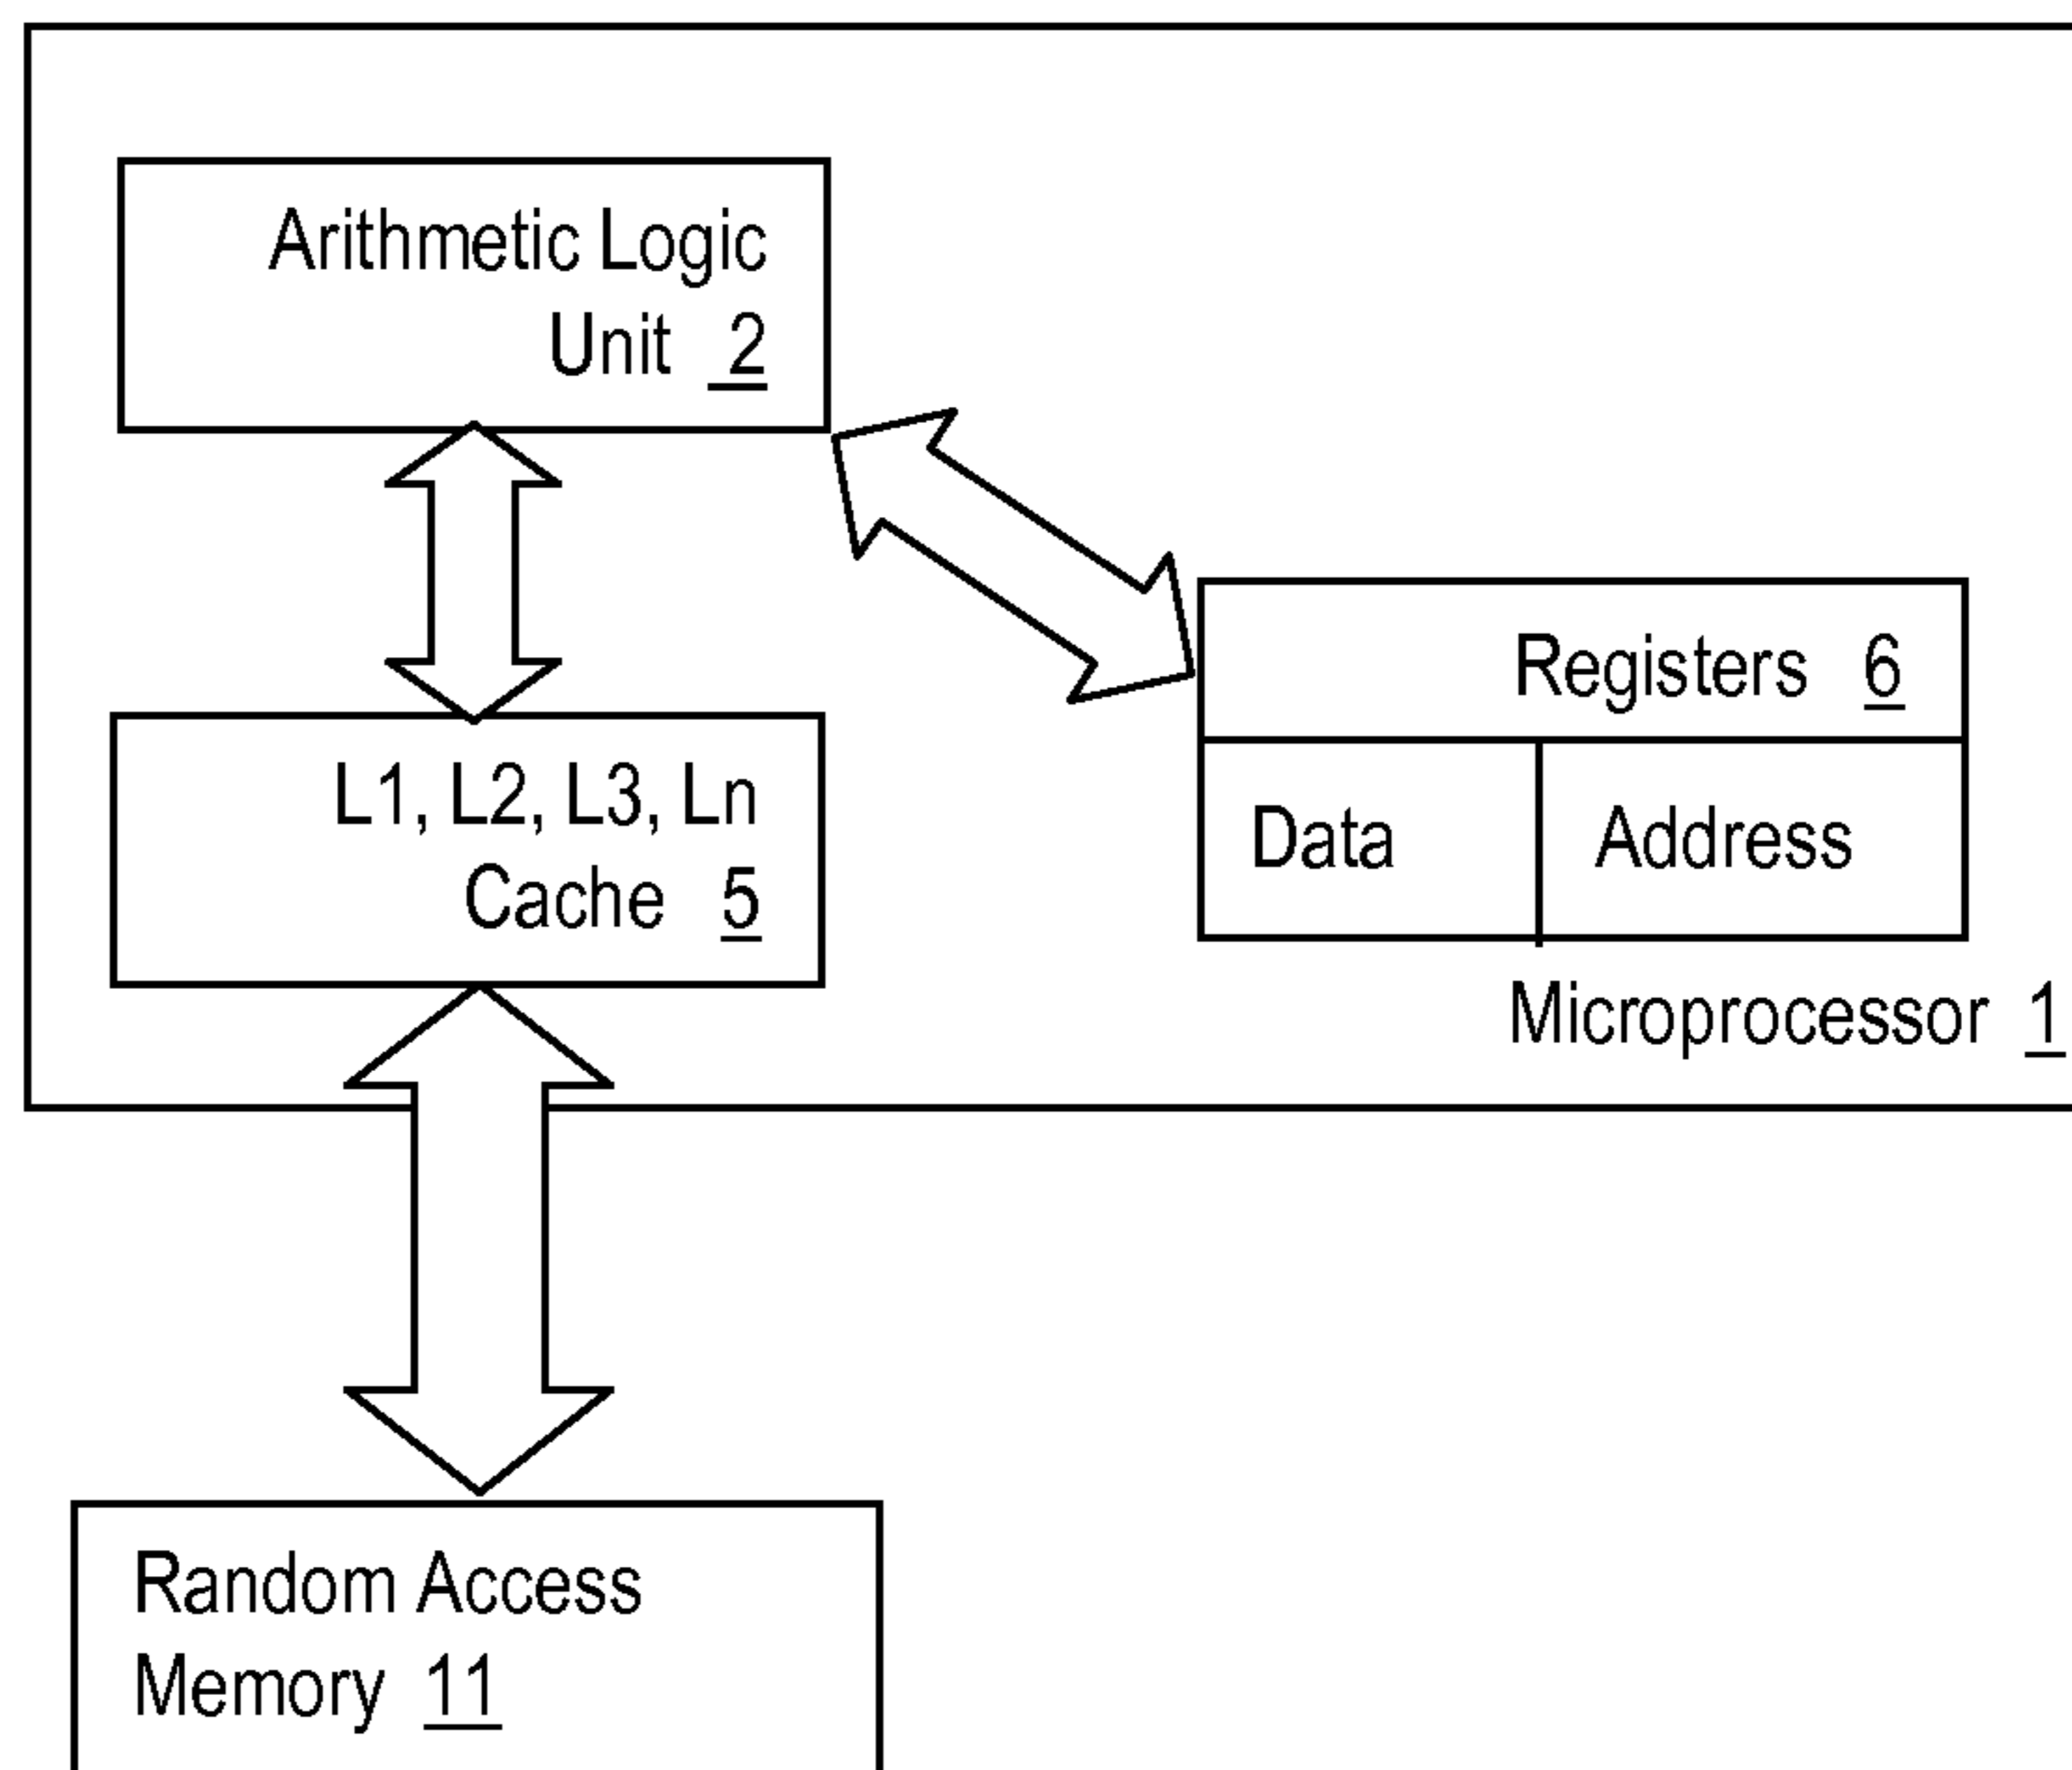 Arithmetic Logic
Unit 2
Registers 6
Data
Address
L1, L2, L3, Ln
Cache 5
Microprocessor 1
Random Access
Memory 11